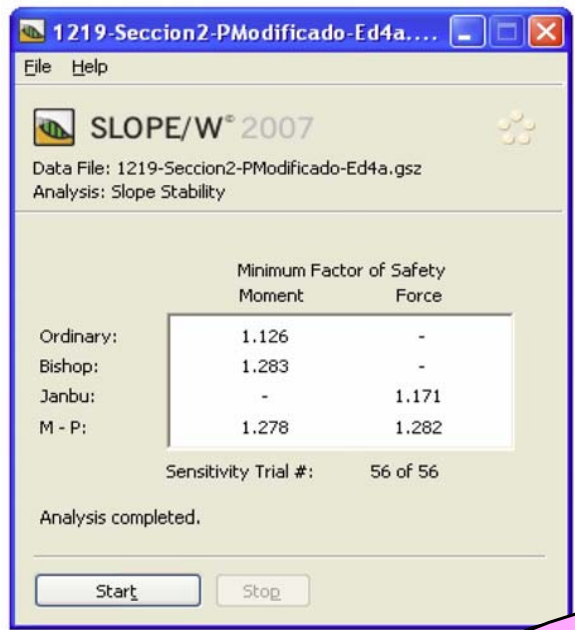 1219-Seccion2-PModificado-Ed4a....
File Help
SLOPE/W® 2007
Data File: 1219-Seccion2-PModificado-Ed4a.gsz
Analysis: Slope Stability
Minimum Factor of Safety
Moment Force
Ordinary: 1.126 -
Bishop: 1.283 -
Janbu: - 1.171
M - P: 1.278 1.282
Sensitivity Trial #: 56 of 56
Analysis completed.
Start Stop